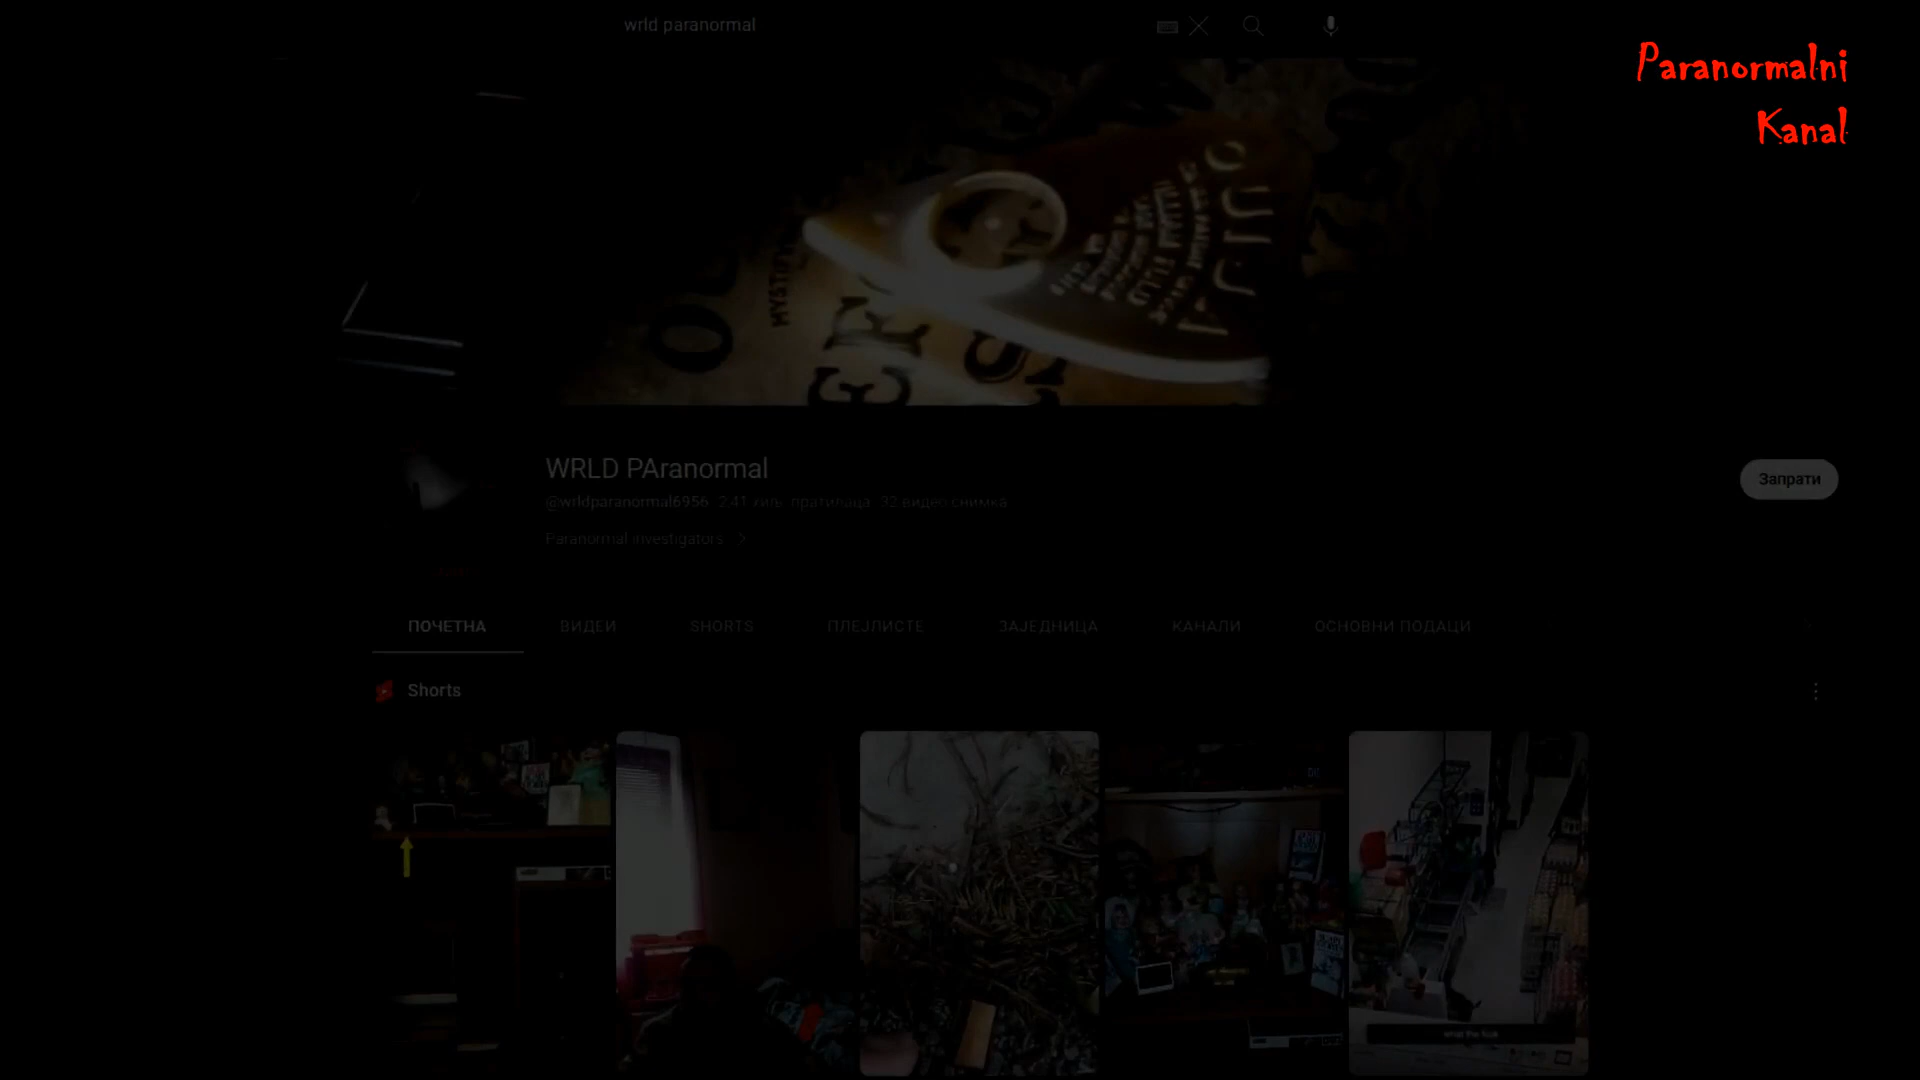 wrld paranormal
Paranormalni
Kanal
OUIJA
WRLD PAranormal
@wrldparanormal6956 2,41 хиљ. пратилаца 32 видео снимка
Запрати
Paranormal investigators
ПОЧЕТНА ВИДЕИ SHORTS ПЛЕЈЛИСТЕ ЗАЈЕДНИЦА КАНАЛИ ОСНОВНИ ПОДАЦИ
Shorts